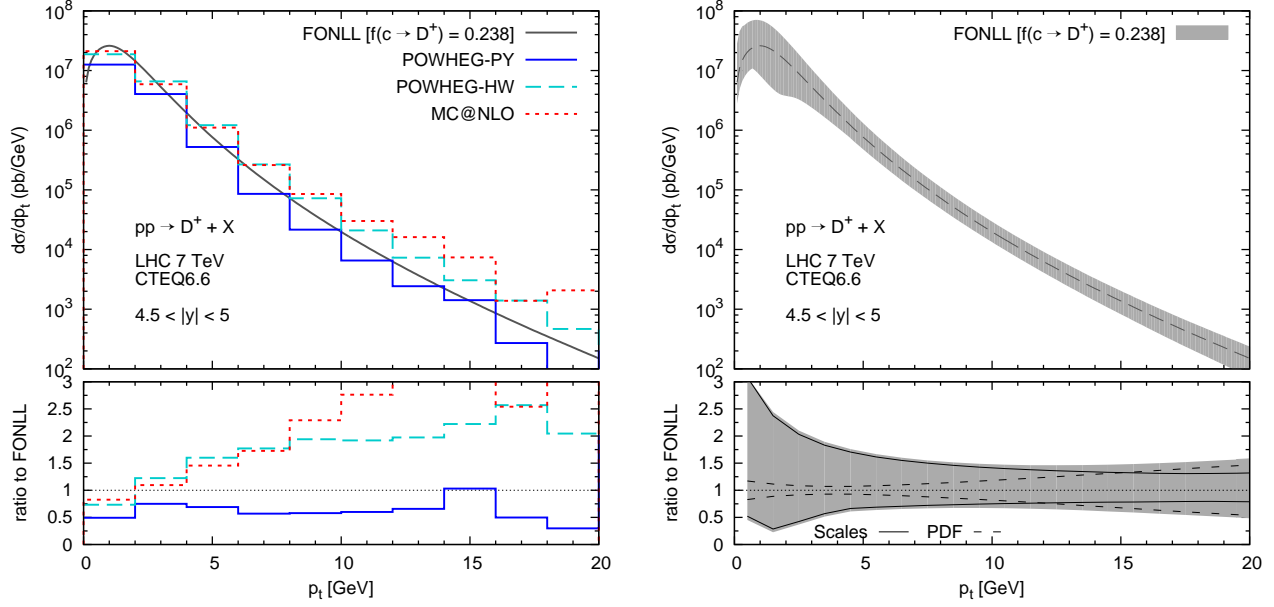 10^8
10^7
10^6
10^5
10^4
10^3
10^2
dσ/dp_t (pb/GeV)
FONLL [f(c → D^+) = 0.238]
POWHEG-PY
POWHEG-HW
MC@NLO
pp → D^+ + X
LHC 7 TeV
CTEQ6.6
4.5 < |y| < 5
3
2.5
2
1.5
1
0.5
0
ratio to FONLL
0 5 10 15 20
p_t [GeV]
10^8
10^7
10^6
10^5
10^4
10^3
10^2
dσ/dp_t (pb/GeV)
FONLL [f(c → D^+) = 0.238]
pp → D^+ + X
LHC 7 TeV
CTEQ6.6
4.5 < |y| < 5
3
2.5
2
1.5
1
0.5
0
ratio to FONLL
Scales PDF
0 5 10 15 20
p_t [GeV]